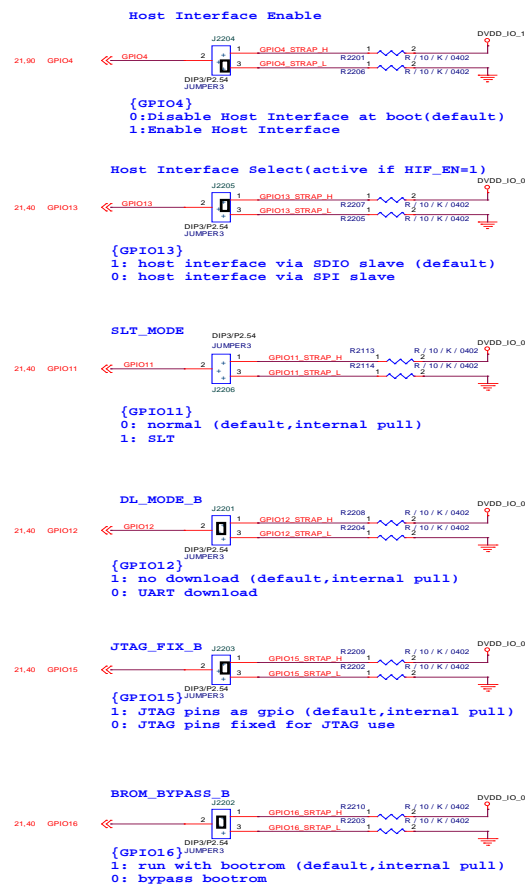 Host Interface Enable
DVDD_IO_1
J2204
21,90 GPIO4 GPIO4 2 1 GPIO4_STRAP_H 1 2
R2201 R / 10 / K / 0402
3 GPIO4_STRAP_L 1 2
R2206 R / 10 / K / 0402
DIP3/P2.54
JUMPER3
{GPIO4}
0:Disable Host Interface at boot(default)
1:Enable Host Interface
Host Interface Select(active if HIF_EN=1)
DVDD_IO_0
J2205
21,40 GPIO13 GPIO13 2 1 GPIO13_STRAP_H 1 2
R2207 R / 10 / K / 0402
3 GPIO13_STRAP_L 1 2
R2205 R / 10 / K / 0402
DIP3/P2.54
JUMPER3
{GPIO13}
1: host interface via SDIO slave (default)
0: host interface via SPI slave
SLT_MODE
DIP3/P2.54
JUMPER3
DVDD_IO_0
R2113 R / 10 / K / 0402
21,40 GPIO11 GPIO11 2 1 GPIO11_STRAP_H 1 2
R2114 R / 10 / K / 0402
3 GPIO11_STRAP_L 1 2
J2206
{GPIO11}
0: normal (default,internal pull)
1: SLT
DL_MODE_B
DVDD_IO_0
J2201
R2208 R / 10 / K / 0402
21,40 GPIO12 GPIO12 2 1 GPIO12_STRAP_H 1 2
R2204 R / 10 / K / 0402
3 GPIO12_STRAP_L 1 2
DIP3/P2.54
JUMPER3
{GPIO12}
1: no download (default,internal pull)
0: UART download
JTAG_FIX_B
DVDD_IO_0
J2203
R2209 R / 10 / K / 0402
21,40 GPIO15 2 1 GPIO15_SRTAP_H 1 2
R2202 R / 10 / K / 0402
3 GPIO15_SRTAP_L 1 2
DIP3/P2.54
JUMPER3
{GPIO15}
1: JTAG pins as gpio (default,internal pull)
0: JTAG pins fixed for JTAG use
BROM_BYPASS_B
DVDD_IO_0
J2202
R2210 R / 10 / K / 0402
21,40 GPIO16 2 1 GPIO16_SRTAP_H 1 2
R2203 R / 10 / K / 0402
3 GPIO16_SRTAP_L 1 2
DIP3/P2.54
JUMPER3
{GPIO16}
1: run with bootrom (default,internal pull)
0: bypass bootrom